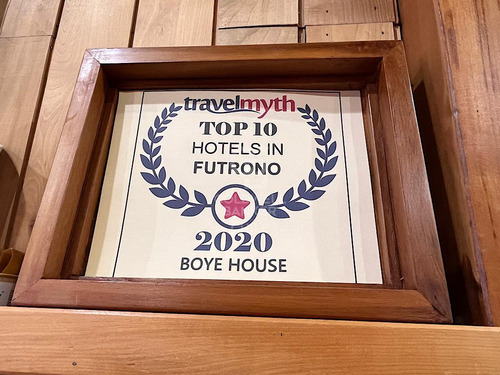 travelmyth
TOP 10
HOTELS IN
FUTRONO
2020
BOYE HOUSE